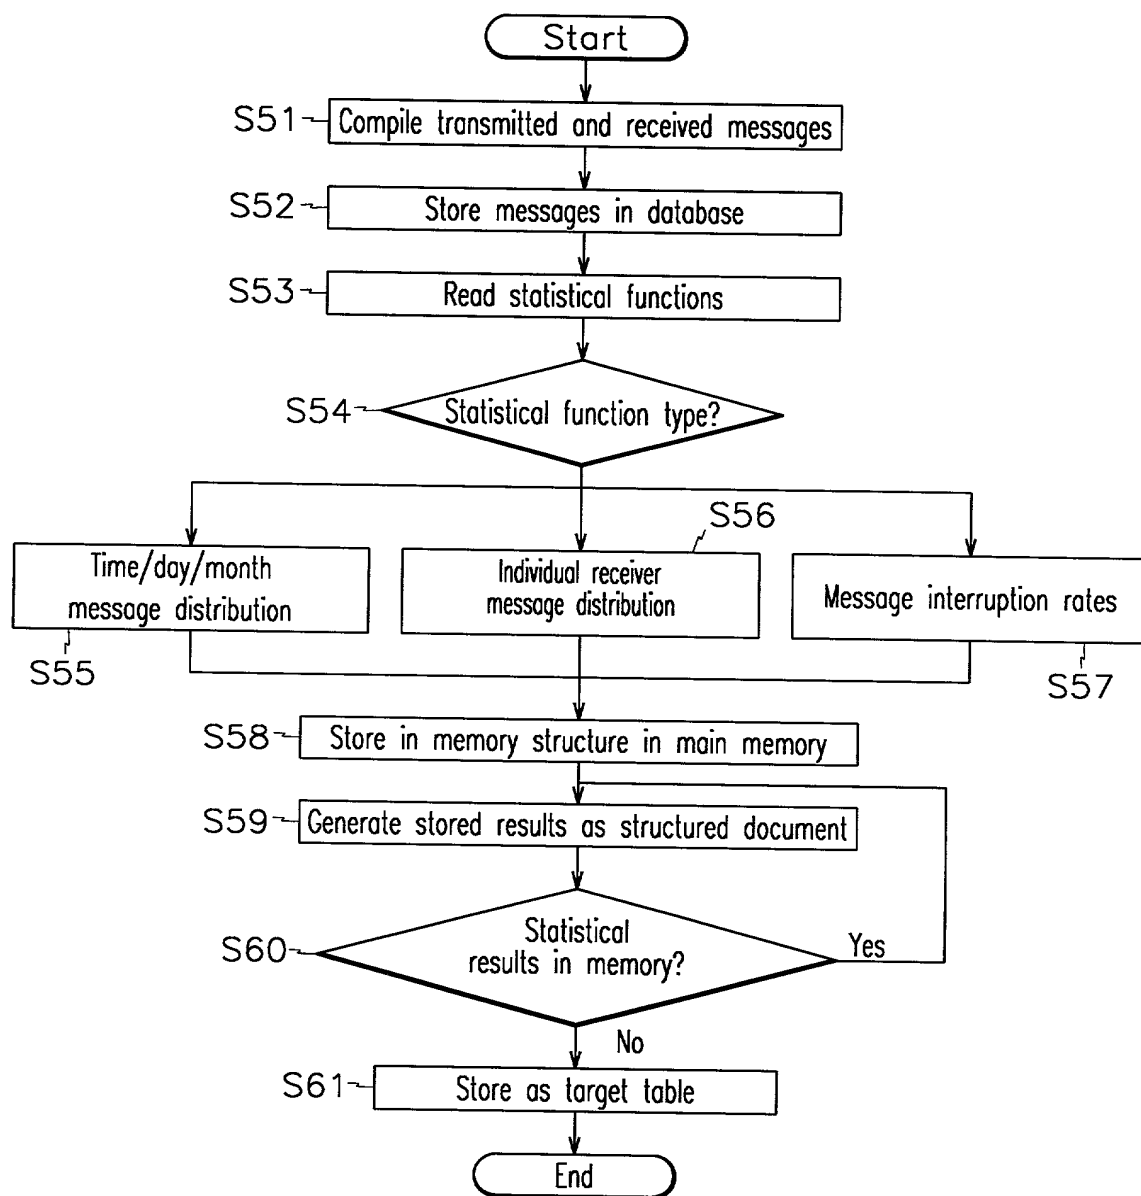 Start
S51
Compile transmitted and received messages
S52
Store messages in database
S53
Read statistical functions
S54
Statistical function type?
S56
Time/day/month
message distribution
Individual receiver
message distribution
Message interruption rates
S55
S57
S58
Store in memory structure in main memory
S59
Generate stored results as structured document
S60
Statistical
results in memory?
Yes
No
S61
Store as target table
End